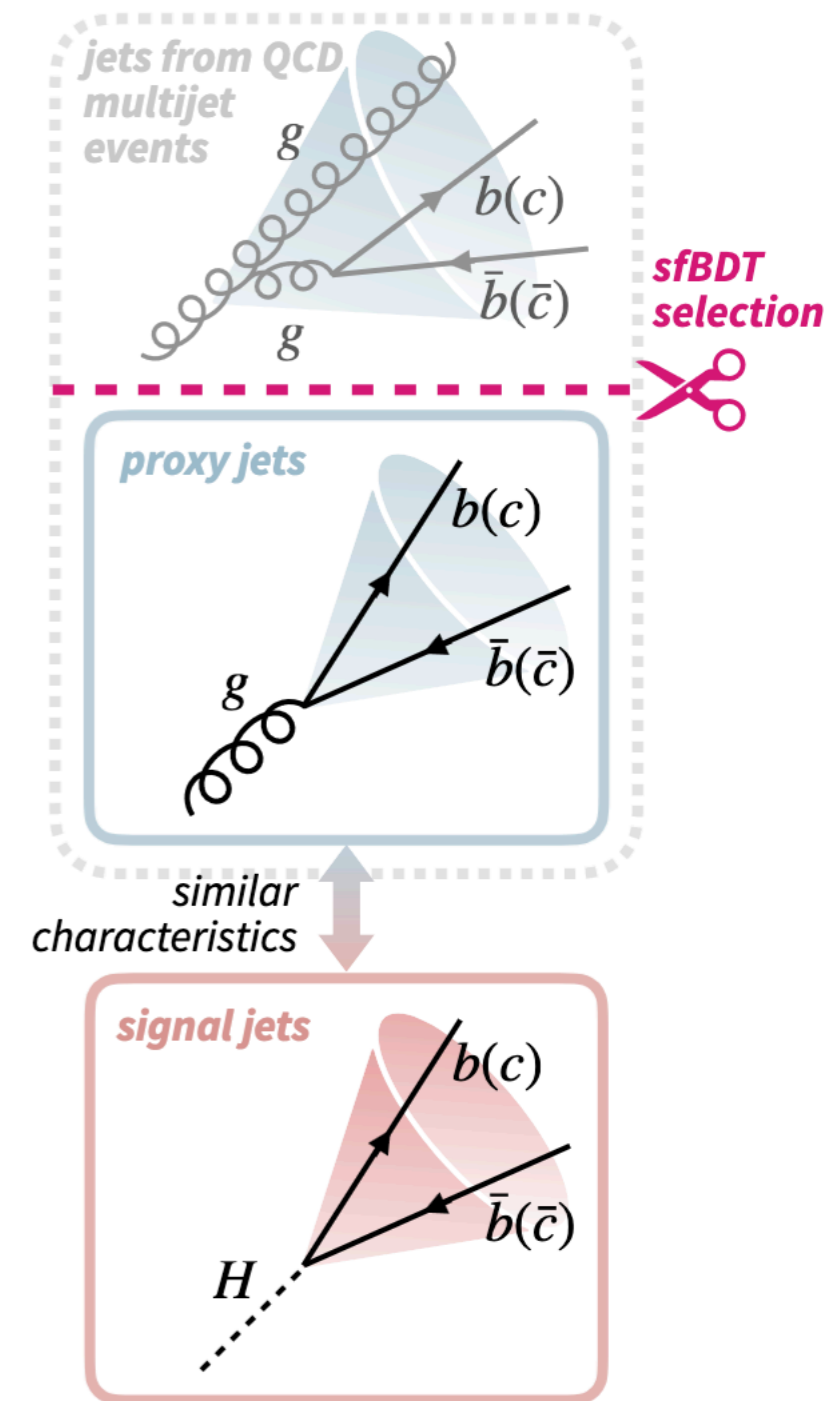 jets from QCD
multijet
events
g
b(c)
b̄(c̄)
g
sfBDT
selection
proxy jets
b(c)
b̄(c̄)
g
similar
characteristics
signal jets
b(c)
b̄(c̄)
H